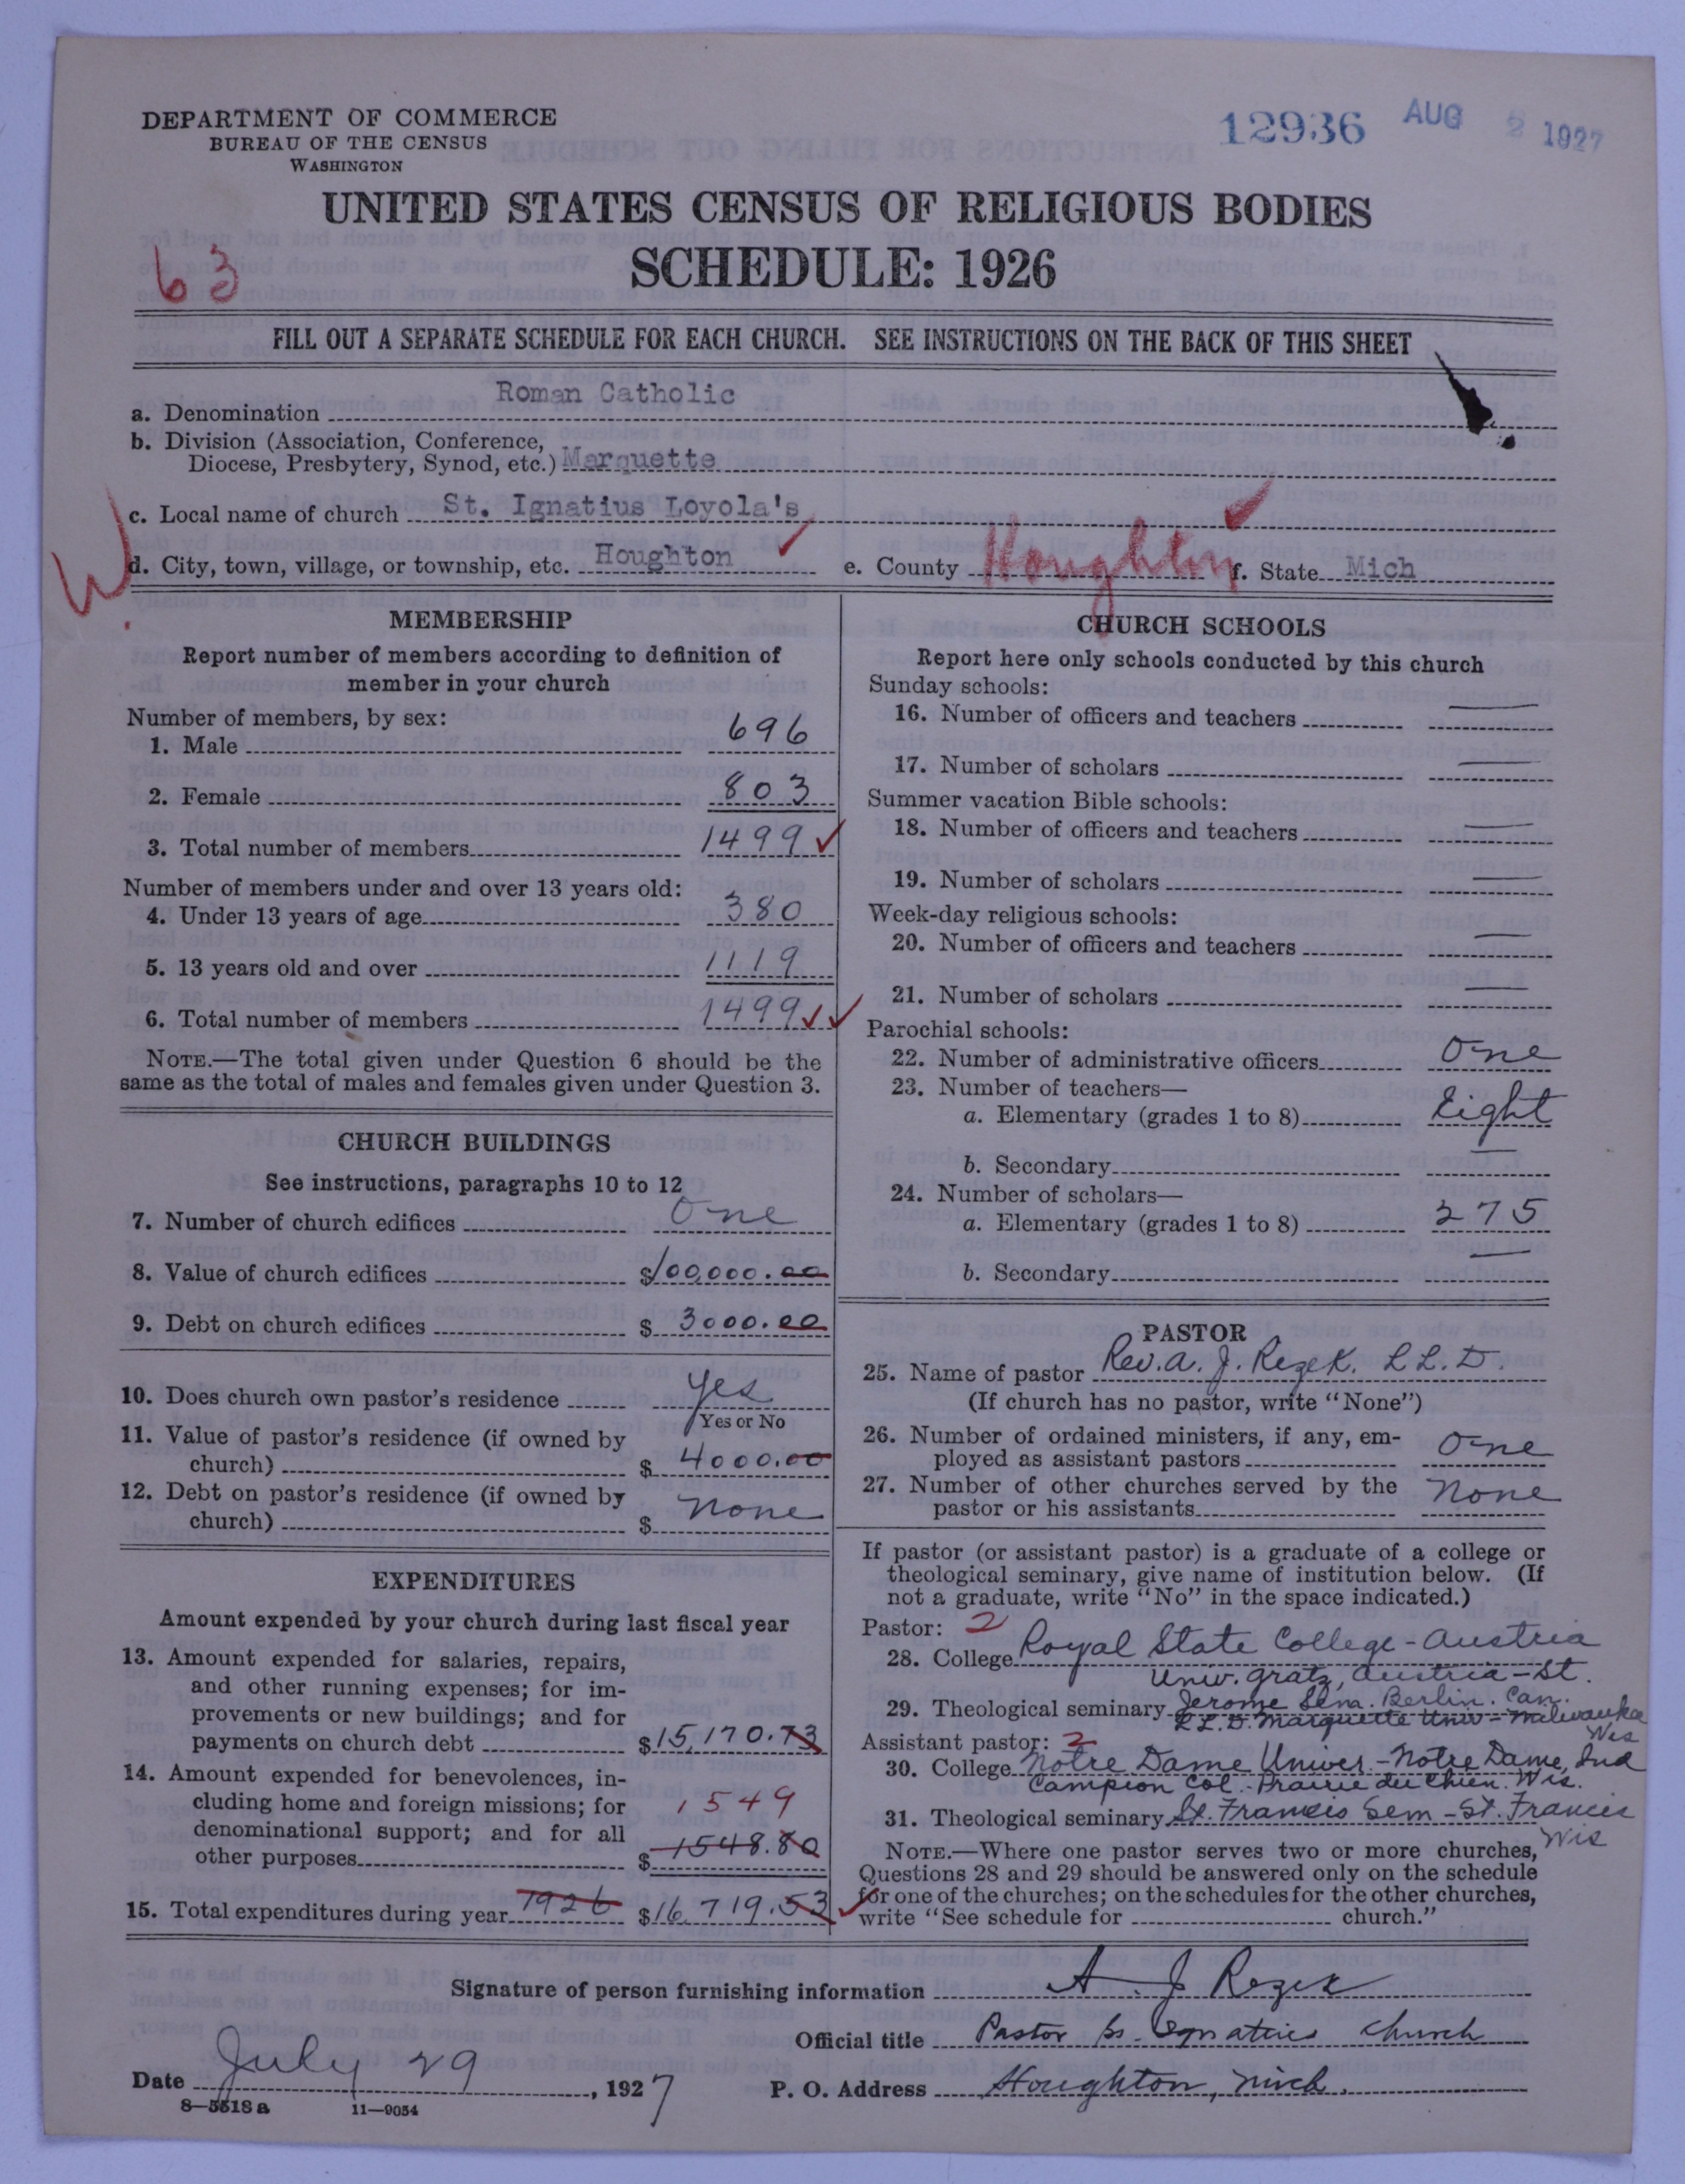 DEPARTMENT OF COMMERCE
BUREAU OF THE CENSUS
WASHINGTON
12936 AUG 2 1927
UNITED STATES CENSUS OF RELIGIOUS BODIES
SCHEDULE: 1926
63
FILL OUT A SEPARATE SCHEDULE FOR EACH CHURCH. SEE INSTRUCTIONS ON THE BACK OF THIS SHEET
a. Denomination Roman Catholic
b. Division (Association, Conference,
Diocese, Presbytery, Synod, etc.) Marquette
c. Local name of church St. Ignatius Loyola's
W.
d. City, town, village, or township, etc. Houghton e. County Houghton f. State Mich
MEMBERSHIP
Report number of members according to definition of
member in your church
Number of members, by sex:
1. Male 696
2. Female 803
3. Total number of members 1499 ✓
Number of members under and over 13 years old:
4. Under 13 years of age 380
5. 13 years old and over 1119
6. Total number of members 1499 ✓✓
NOTE.—The total given under Question 6 should be the
same as the total of males and females given under Question 3.
CHURCH BUILDINGS
See instructions, paragraphs 10 to 12
7. Number of church edifices One
8. Value of church edifices $100,000.00
9. Debt on church edifices $3000.00
10. Does church own pastor's residence yes
Yes or No
11. Value of pastor's residence (if owned by
church) $4000.00
12. Debt on pastor's residence (if owned by
church) $ none
EXPENDITURES
Amount expended by your church during last fiscal year
13. Amount expended for salaries, repairs,
and other running expenses; for im-
provements or new buildings; and for
payments on church debt $15,170.73
14. Amount expended for benevolences, in-
cluding home and foreign missions; for
denominational support; and for all
1549
other purposes $1548.80
15. Total expenditures during year 1926 $16,719.53 ✓
CHURCH SCHOOLS
Report here only schools conducted by this church
Sunday schools:
16. Number of officers and teachers —
17. Number of scholars —
Summer vacation Bible schools:
18. Number of officers and teachers —
19. Number of scholars —
Week-day religious schools:
20. Number of officers and teachers —
21. Number of scholars —
Parochial schools:
22. Number of administrative officers One
23. Number of teachers—
a. Elementary (grades 1 to 8) Eight
b. Secondary —
24. Number of scholars—
a. Elementary (grades 1 to 8) 275
b. Secondary —
PASTOR
25. Name of pastor Rev. A. J. Rezek. LL. D.
(If church has no pastor, write "None")
26. Number of ordained ministers, if any, em-
ployed as assistant pastors One
27. Number of other churches served by the
pastor or his assistants None
If pastor (or assistant pastor) is a graduate of a college or
theological seminary, give name of institution below. (If
not a graduate, write "No" in the space indicated.)
Pastor: 2
28. College Royal State College - Austria
Univ. Gratz, Austria - St.
29. Theological seminary Jerome Sem. Berlin. Can.
LL.D. Marquette Univ - Milwaukee
Wis
Assistant pastor: 2
30. College Notre Dame Univer - Notre Dame, Ind
Campion Col. - Prairie du Chien. Wis.
31. Theological seminary St. Francis Sem - St. Francis
Wis
NOTE.—Where one pastor serves two or more churches,
Questions 28 and 29 should be answered only on the schedule
for one of the churches; on the schedules for the other churches,
write "See schedule for church."
Signature of person furnishing information A J Rezek
Official title Pastor St. Ignatius Church
Date July 29, 1927 P. O. Address Houghton, Mich.
8—5518 a 11—9054